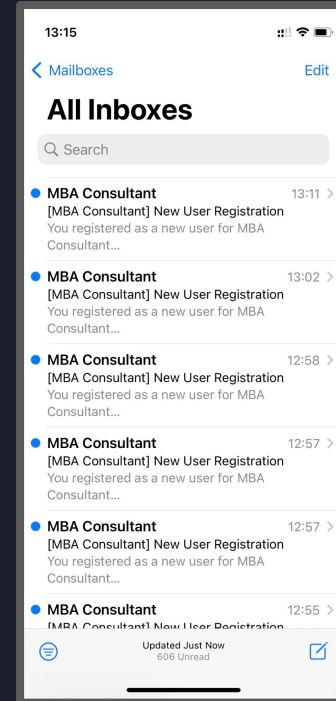 13:15
Mailboxes Edit
All Inboxes
Search
MBA Consultant 13:11
[MBA Consultant] New User Registration
You registered as a new user for MBA
Consultant...
MBA Consultant 13:02
[MBA Consultant] New User Registration
You registered as a new user for MBA
Consultant...
MBA Consultant 12:58
[MBA Consultant] New User Registration
You registered as a new user for MBA
Consultant...
MBA Consultant 12:57
[MBA Consultant] New User Registration
You registered as a new user for MBA
Consultant...
MBA Consultant 12:57
[MBA Consultant] New User Registration
You registered as a new user for MBA
Consultant...
MBA Consultant 12:55
[MBA Consultant] New User Registration
Updated Just Now
606 Unread